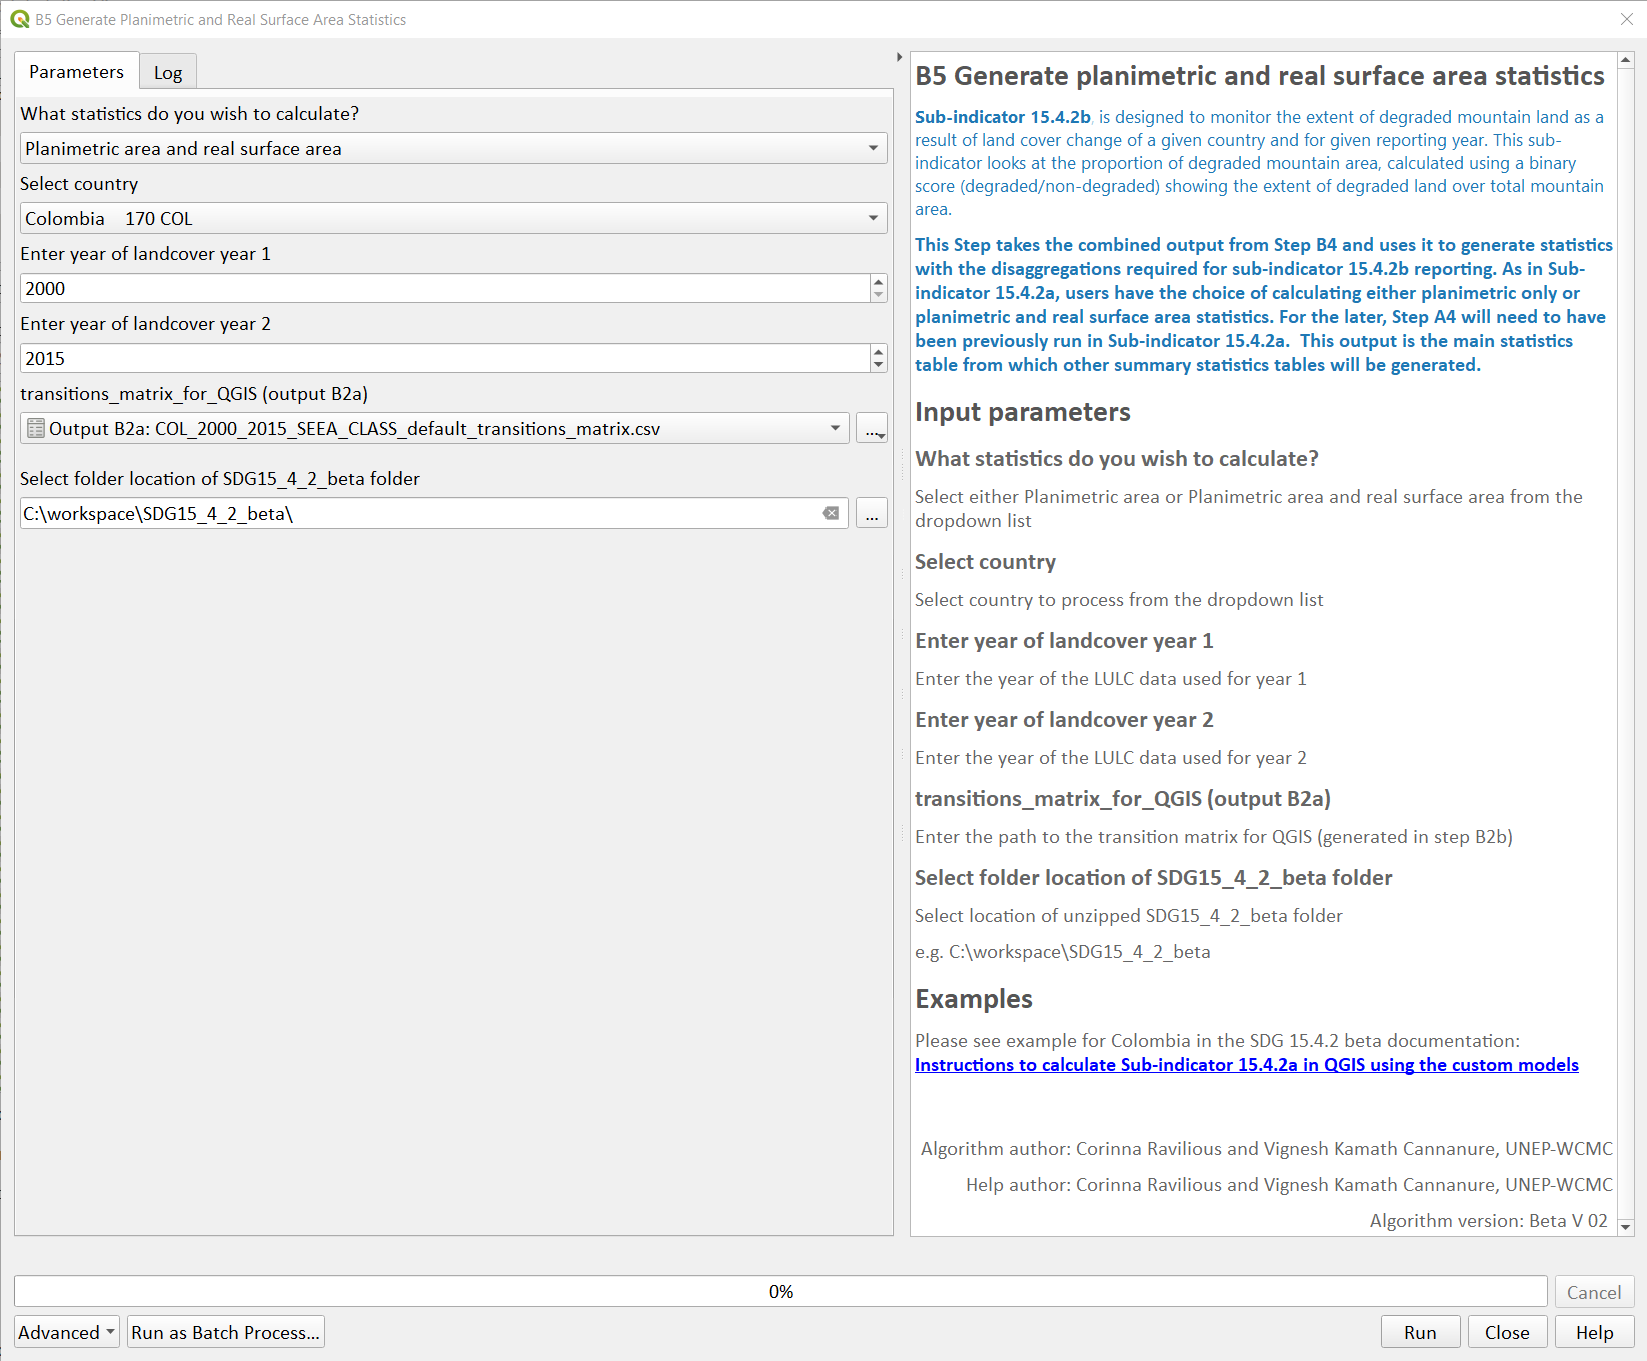 B5 Generate Planimetric and Real Surface Area Statistics
Parameters
Log
What statistics do you wish to calculate?
Planimetric area and real surface area
Select country
Colombia 170 COL
Enter year of landcover year 1
2000
Enter year of landcover year 2
2015
transitions_matrix_for_QGIS (output B2a)
Output B2a: COL_2000_2015_SEEA_CLASS_default_transitions_matrix.csv
...
Select folder location of SDG15_4_2_beta folder
C:\workspace\SDG15_4_2_beta\
...
B5 Generate planimetric and real surface area statistics
Sub-indicator 15.4.2b, is designed to monitor the extent of degraded mountain land as a
result of land cover change of a given country and for given reporting year. This sub-
indicator looks at the proportion of degraded mountain area, calculated using a binary
score (degraded/non-degraded) showing the extent of degraded land over total mountain
area.
This Step takes the combined output from Step B4 and uses it to generate statistics
with the disaggregations required for sub-indicator 15.4.2b reporting. As in Sub-
indicator 15.4.2a, users have the choice of calculating either planimetric only or
planimetric and real surface area statistics. For the later, Step A4 will need to have
been previously run in Sub-indicator 15.4.2a.  This output is the main statistics
table from which other summary statistics tables will be generated.
Input parameters
What statistics do you wish to calculate?
Select either Planimetric area or Planimetric area and real surface area from the
dropdown list
Select country
Select country to process from the dropdown list
Enter year of landcover year 1
Enter the year of the LULC data used for year 1
Enter year of landcover year 2
Enter the year of the LULC data used for year 2
transitions_matrix_for_QGIS (output B2a)
Enter the path to the transition matrix for QGIS (generated in step B2b)
Select folder location of SDG15_4_2_beta folder
Select location of unzipped SDG15_4_2_beta folder
e.g. C:\workspace\SDG15_4_2_beta
Examples
Please see example for Colombia in the SDG 15.4.2 beta documentation:
Instructions to calculate Sub-indicator 15.4.2a in QGIS using the custom models
Algorithm author: Corinna Ravilious and Vignesh Kamath Cannanure, UNEP-WCMC
Help author: Corinna Ravilious and Vignesh Kamath Cannanure, UNEP-WCMC
Algorithm version: Beta V 02
0%
Cancel
Advanced
Run as Batch Process...
Run
Close
Help